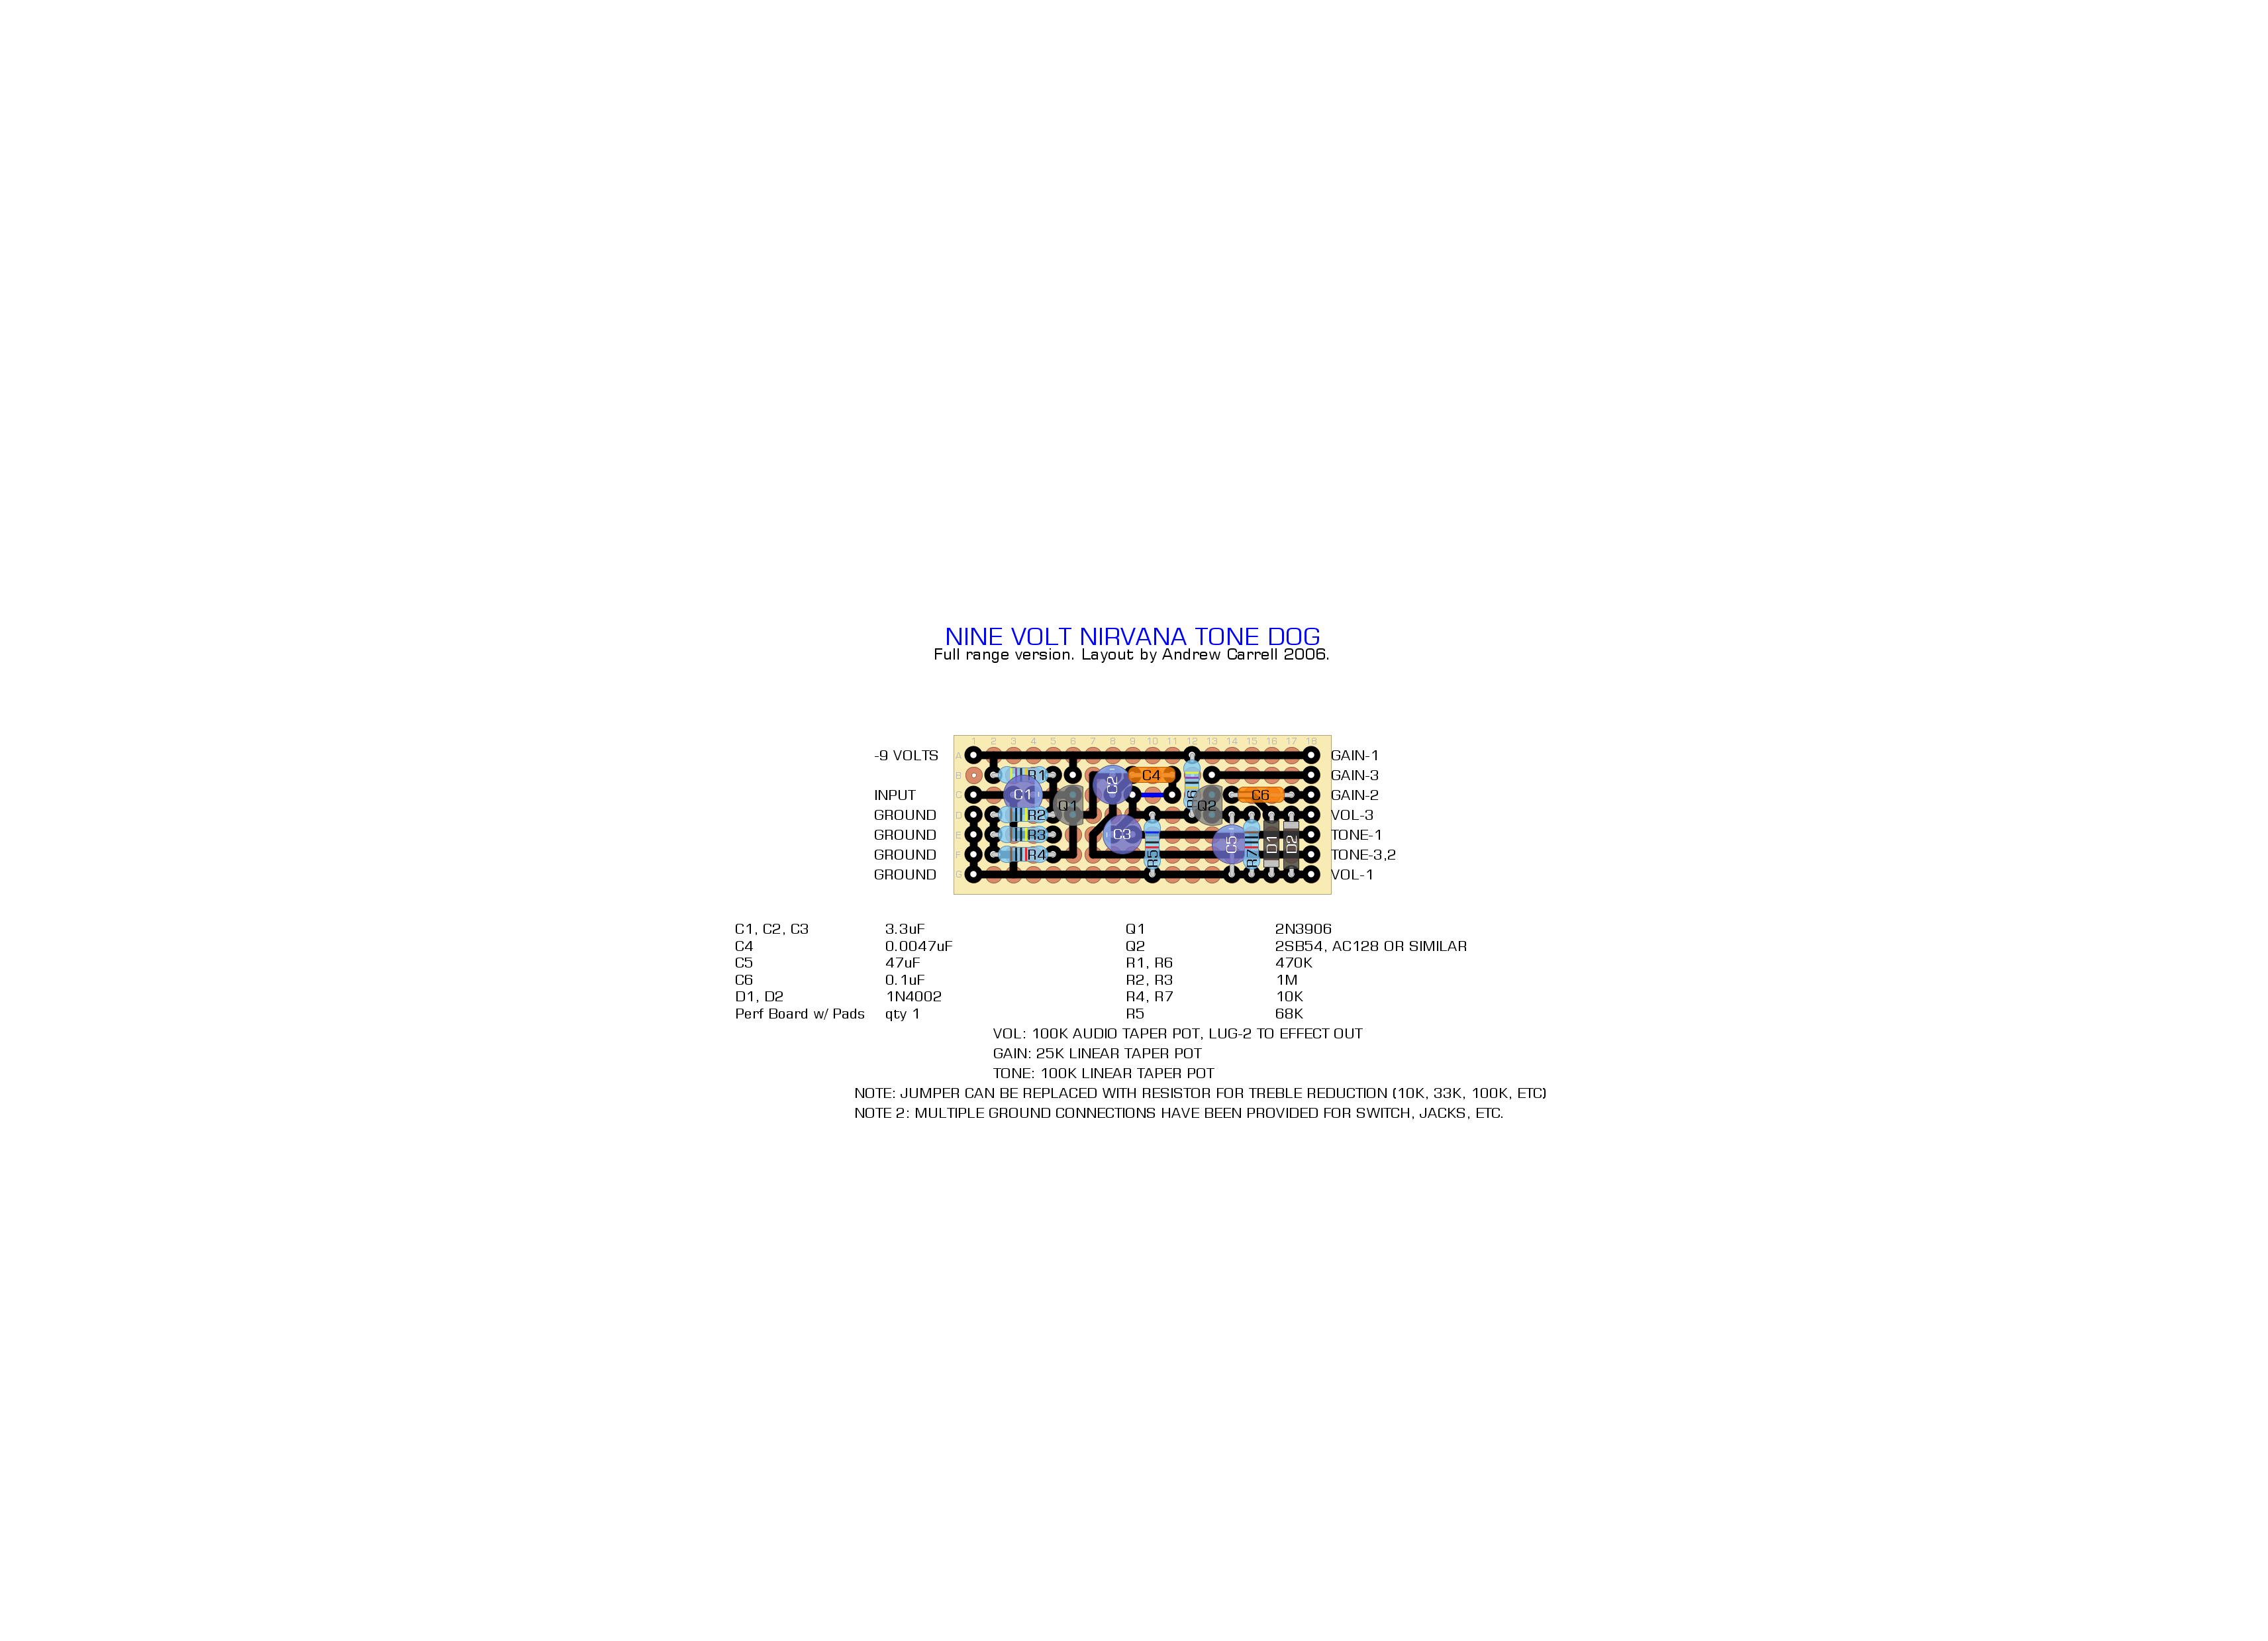 NINE VOLT NIRVANA TONE DOG
Full range version. Layout by Andrew Carrell 2006.
1 2 3 4 5 6 7 8 9 10 11 12 13 14 15 16 17 18
-9 VOLTS A GAIN-1
B R1 C2 C4 GAIN-3
INPUT C C1 Q1 R6 Q2 C6 GAIN-2
GROUND D R2 VOL-3
GROUND E R3 C3 C5 D1 D2 TONE-1
GROUND F R4 R5 R7 TONE-3,2
GROUND G VOL-1
C1, C2, C3 3.3uF Q1 2N3906
C4 0.0047uF Q2 2SB54, AC128 OR SIMILAR
C5 47uF R1, R6 470K
C6 0.1uF R2, R3 1M
D1, D2 1N4002 R4, R7 10K
Perf Board w/ Pads qty 1 R5 68K
VOL: 100K AUDIO TAPER POT, LUG-2 TO EFFECT OUT
GAIN: 25K LINEAR TAPER POT
TONE: 100K LINEAR TAPER POT
NOTE: JUMPER CAN BE REPLACED WITH RESISTOR FOR TREBLE REDUCTION (10K, 33K, 100K, ETC)
NOTE 2: MULTIPLE GROUND CONNECTIONS HAVE BEEN PROVIDED FOR SWITCH, JACKS, ETC.